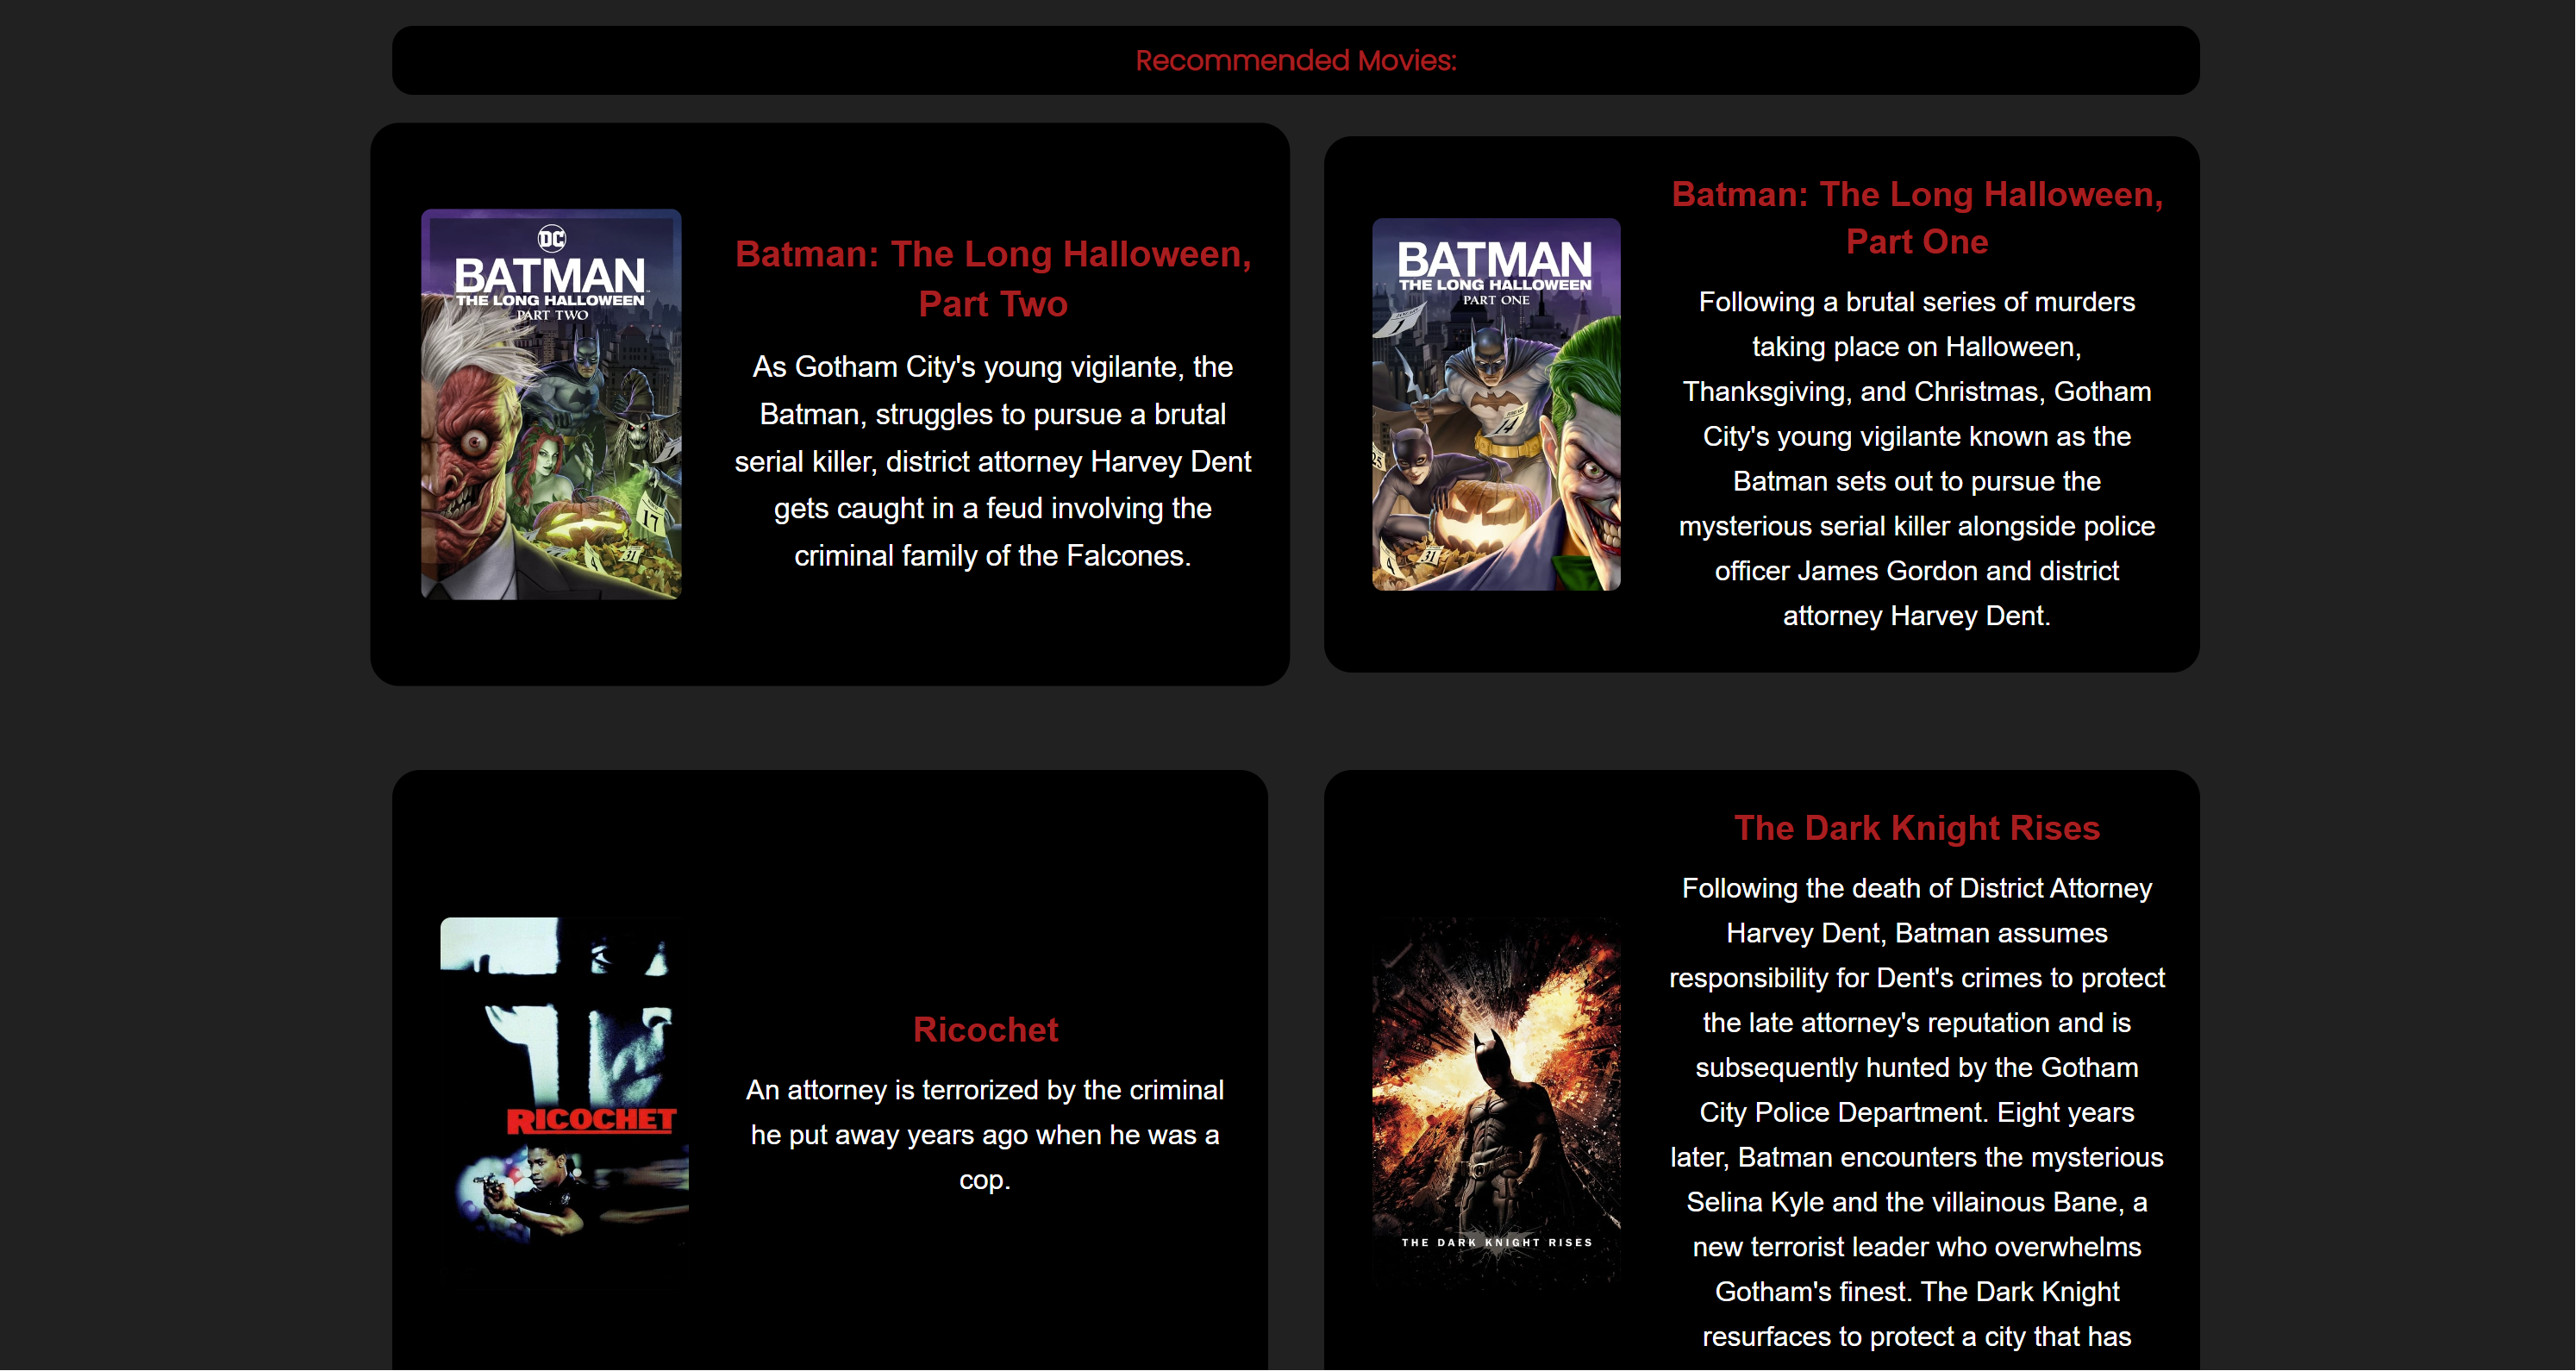 Recommended Movies:
DC
BATMAN
THE LONG HALLOWEEN
PART TWO
17
31
Batman: The Long Halloween,
Part Two
As Gotham City's young vigilante, the
Batman, struggles to pursue a brutal
serial killer, district attorney Harvey Dent
gets caught in a feud involving the
criminal family of the Falcones.
BATMAN
THE LONG HALLOWEEN
PART ONE
1
14
25
31
Batman: The Long Halloween,
Part One
Following a brutal series of murders
taking place on Halloween,
Thanksgiving, and Christmas, Gotham
City's young vigilante known as the
Batman sets out to pursue the
mysterious serial killer alongside police
officer James Gordon and district
attorney Harvey Dent.
RICOCHET
Ricochet
An attorney is terrorized by the criminal
he put away years ago when he was a
cop.
THE DARK KNIGHT RISES
The Dark Knight Rises
Following the death of District Attorney
Harvey Dent, Batman assumes
responsibility for Dent's crimes to protect
the late attorney's reputation and is
subsequently hunted by the Gotham
City Police Department. Eight years
later, Batman encounters the mysterious
Selina Kyle and the villainous Bane, a
new terrorist leader who overwhelms
Gotham's finest. The Dark Knight
resurfaces to protect a city that has